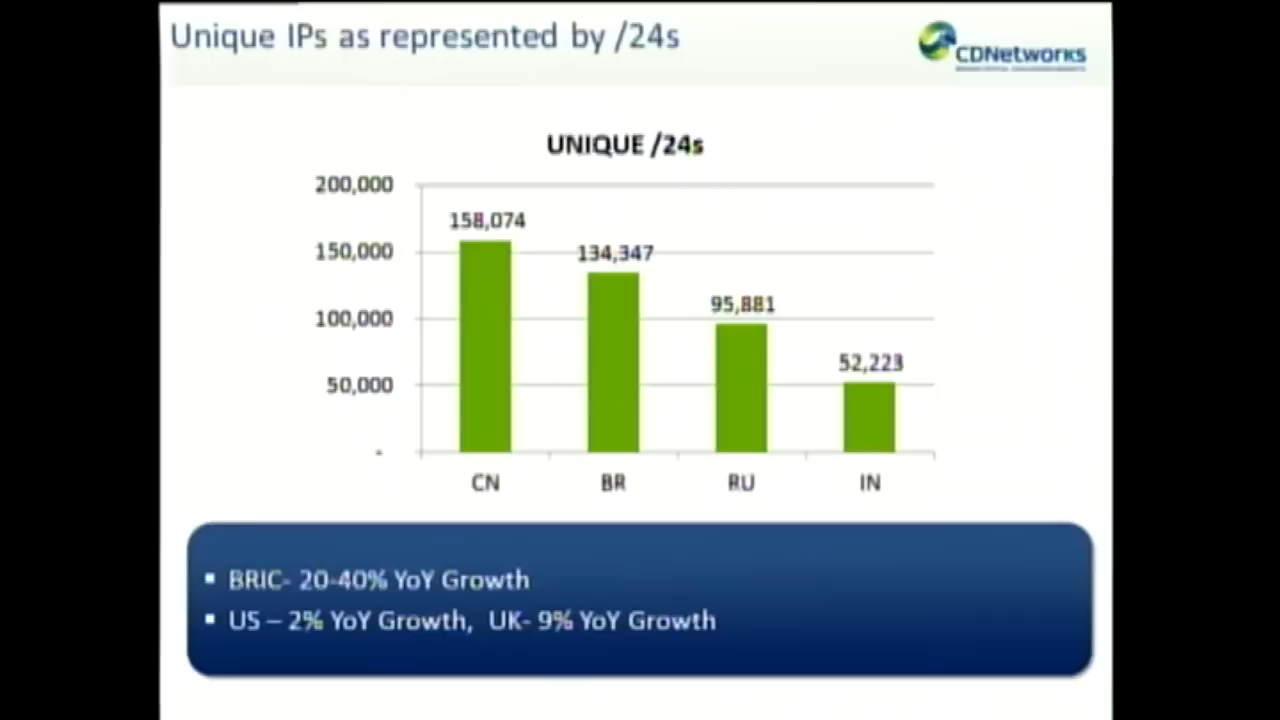 Unique IPs as represented by /24s
CDNetworks
UNIQUE /24s
200,000
150,000
100,000
50,000
-
158,074
134,347
95,881
52,223
CN
BR
RU
IN
▪ BRIC- 20-40% YoY Growth
▪ US – 2% YoY Growth, UK- 9% YoY Growth